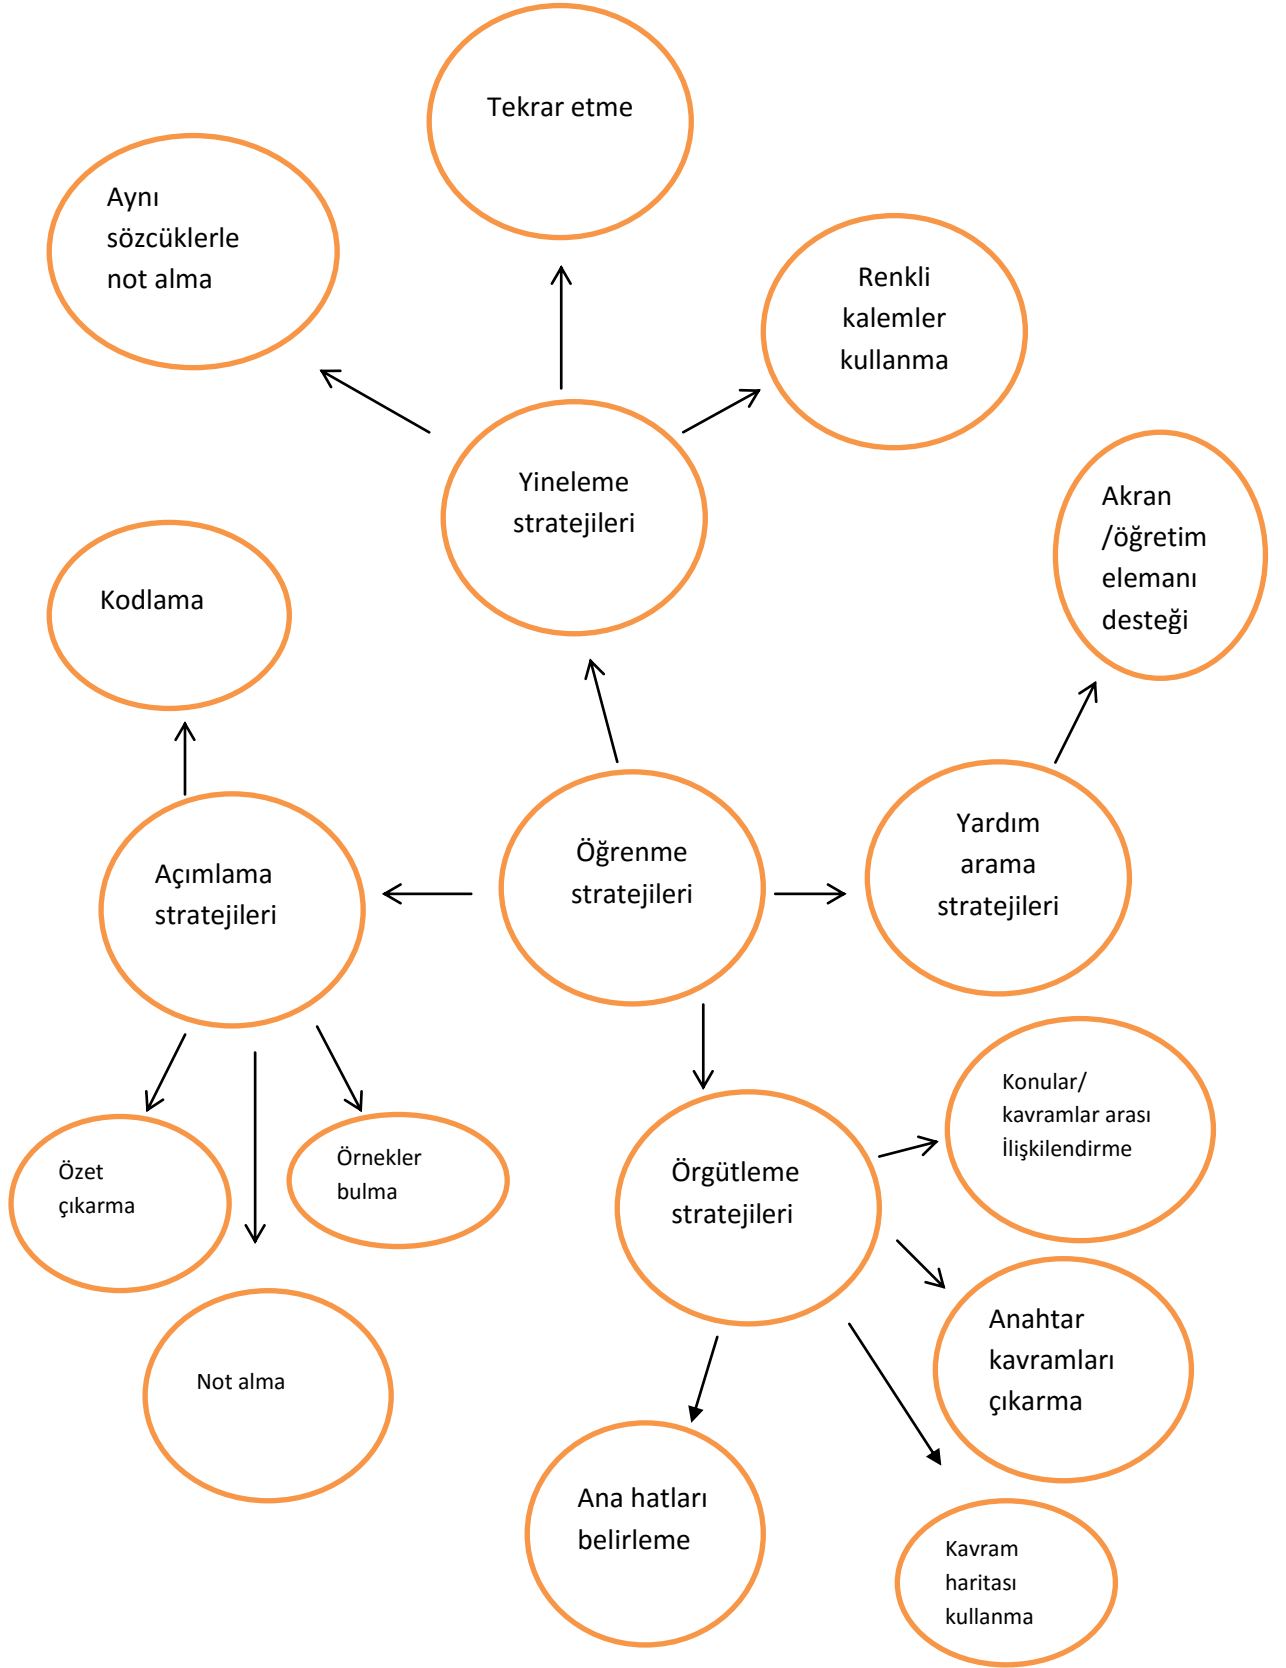 Tekrar etme
Aynı
sözcüklerle
not alma
Renkli
kalemler
kullanma
Yineleme
stratejileri
Akran
/öğretim
elemanı
desteği
Kodlama
Açımlama
stratejileri
Öğrenme
stratejileri
Yardım
arama
stratejileri
Özet
çıkarma
Örnekler
bulma
Not alma
Örgütleme
stratejileri
Konular/
kavramlar arası
İlişkilendirme
Anahtar
kavramları
çıkarma
Ana hatları
belirleme
Kavram
haritası
kullanma